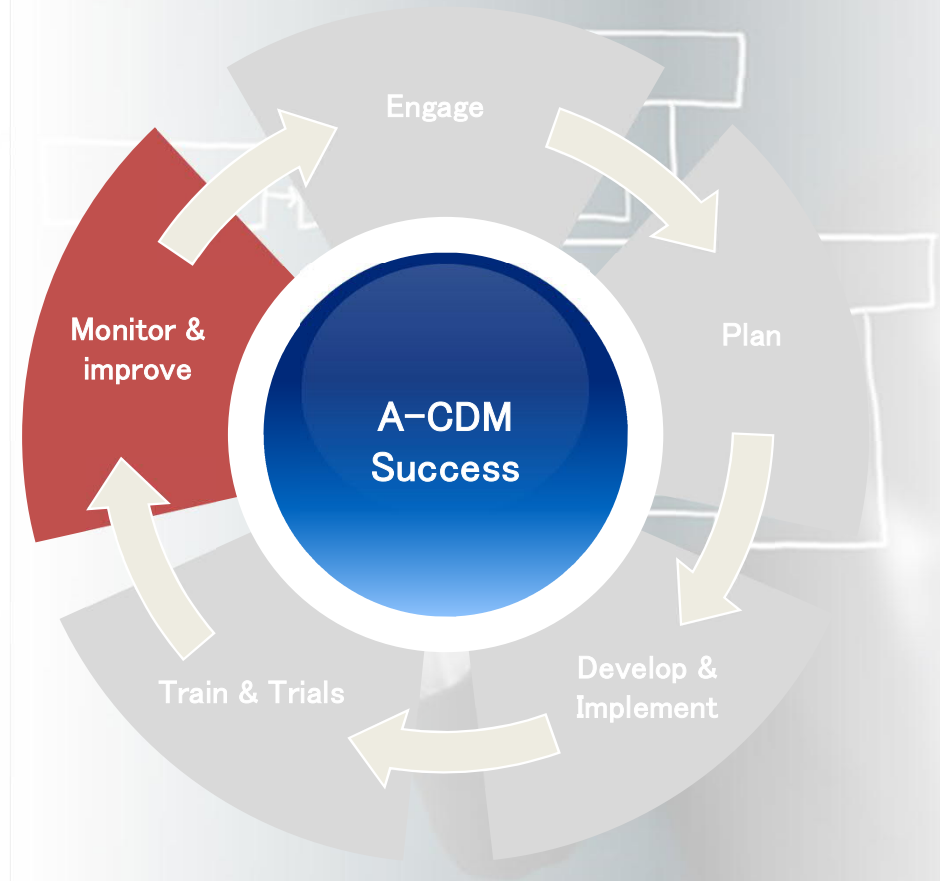 Engage
Plan
Develop &
Implement
Train & Trials
Monitor &
improve
A-CDM
Success